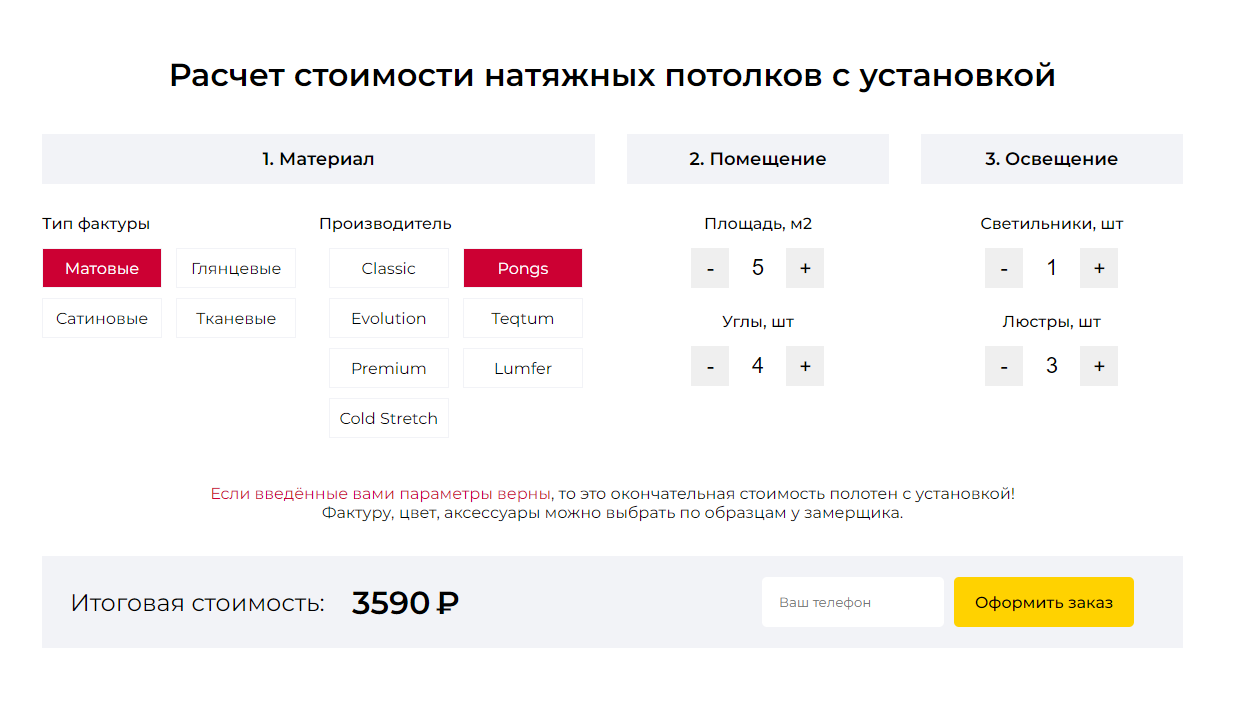 Расчет стоимости натяжных потолков с установкой
1. Материал
2. Помещение
3. Освещение
Тип фактуры
Производитель
Площадь, м2
Светильники, шт
Матовые
Глянцевые
Classic
Pongs
- 5 +
- 1 +
Сатиновые
Тканевые
Evolution
Teqtum
Углы, шт
Люстры, шт
Premium
Lumfer
- 4 +
- 3 +
Cold Stretch
Если введённые вами параметры верны, то это окончательная стоимость полотен с установкой!
Фактуру, цвет, аксессуары можно выбрать по образцам у замерщика.
Итоговая стоимость: 3590 ₽
Ваш телефон
Оформить заказ